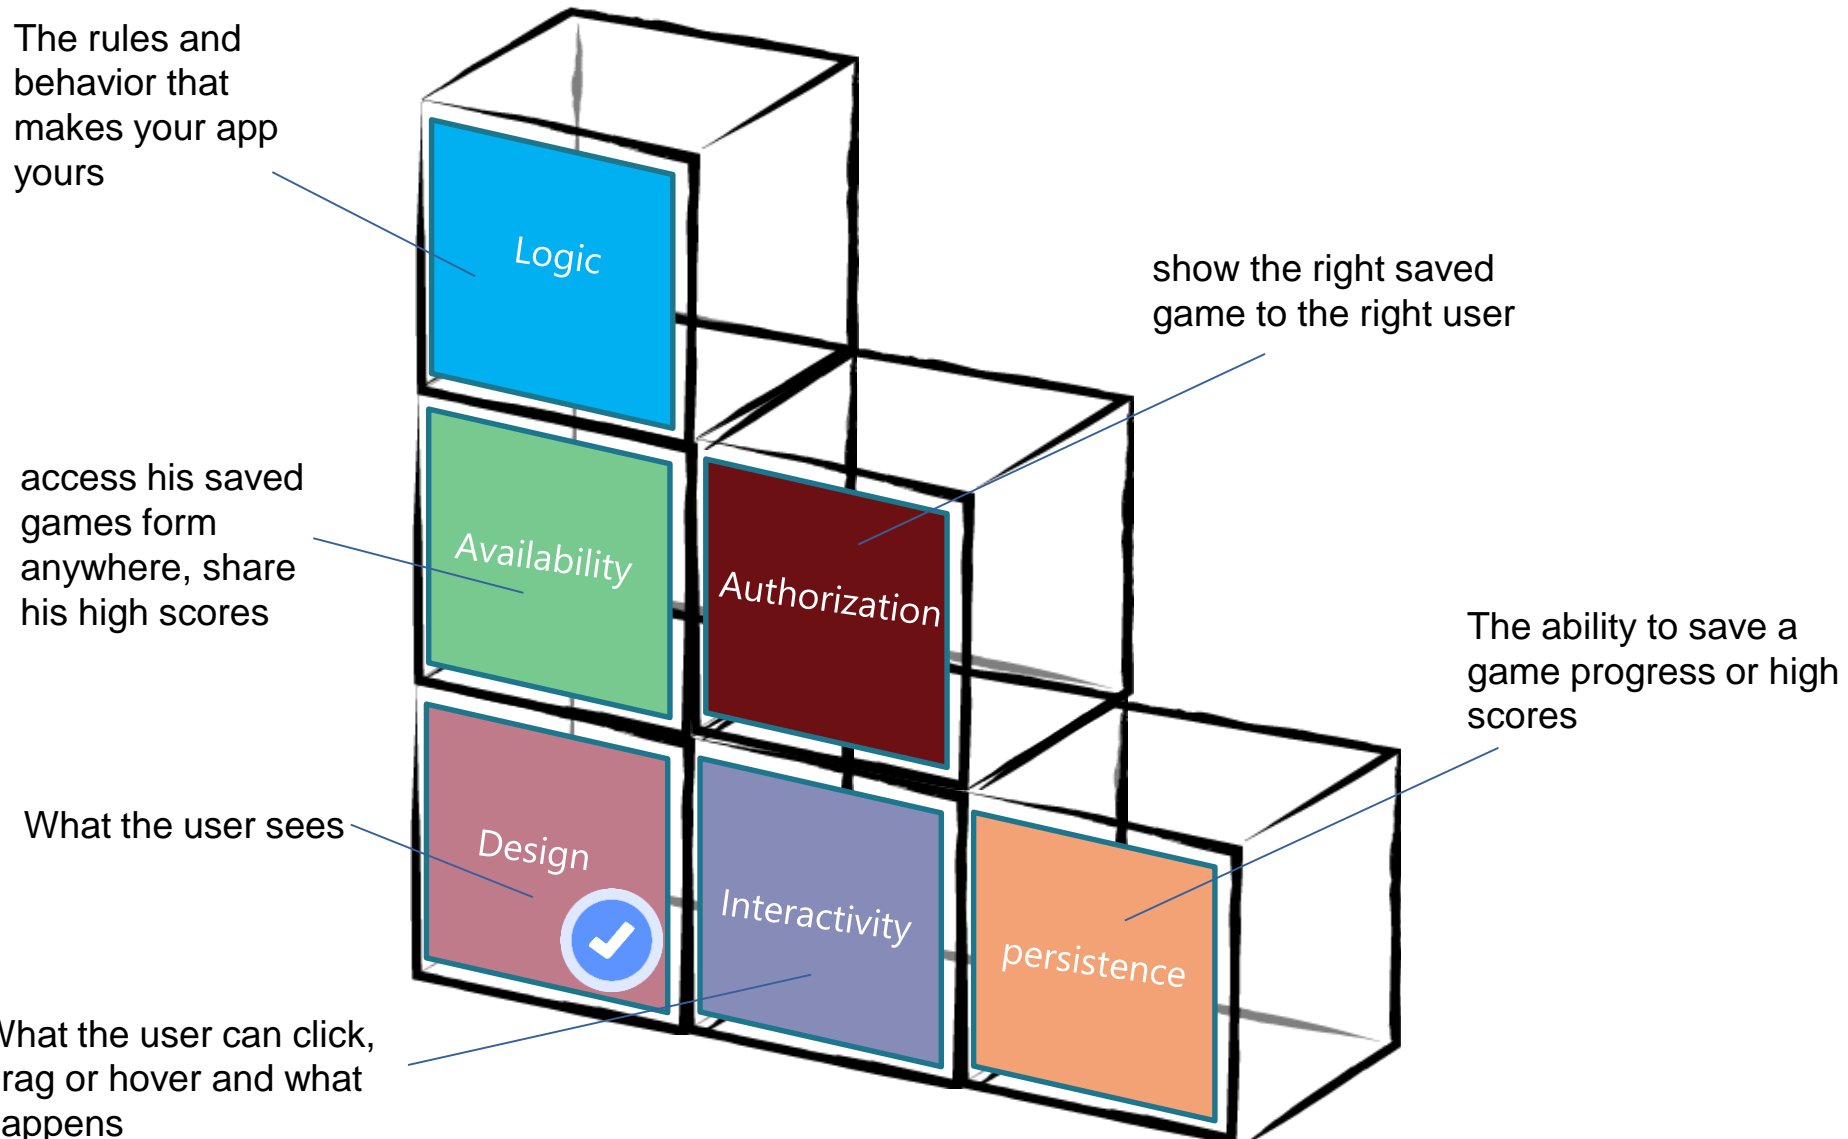 The rules and
behavior that
makes your app
yours
Logic
show the right saved
game to the right user
access his saved
games form
anywhere, share
his high scores
Availability
Authorization
The ability to save a
game progress or high
scores
What the user sees
Design
Interactivity
persistence
What the user can click,
rag or hover and what
appens